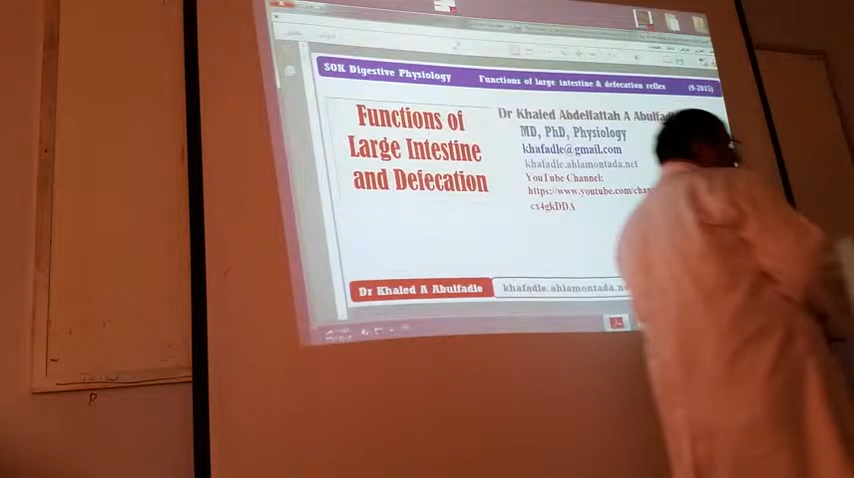 SOK Digestive Physiology Functions of large intestine & defecation reflex (9-2015)
Functions of
Large Intestine
and Defecation
Dr Khaled Abdelfattah A Abulfa
MD, PhD, Physiology
khafadle@gmail.com
khafadle.ahlamontada.net
YouTube Channel:
https://www.youtube.com/chan
cx4gkDDA
Dr Khaled A Abulfadle khafadle.ahlamontada.ne